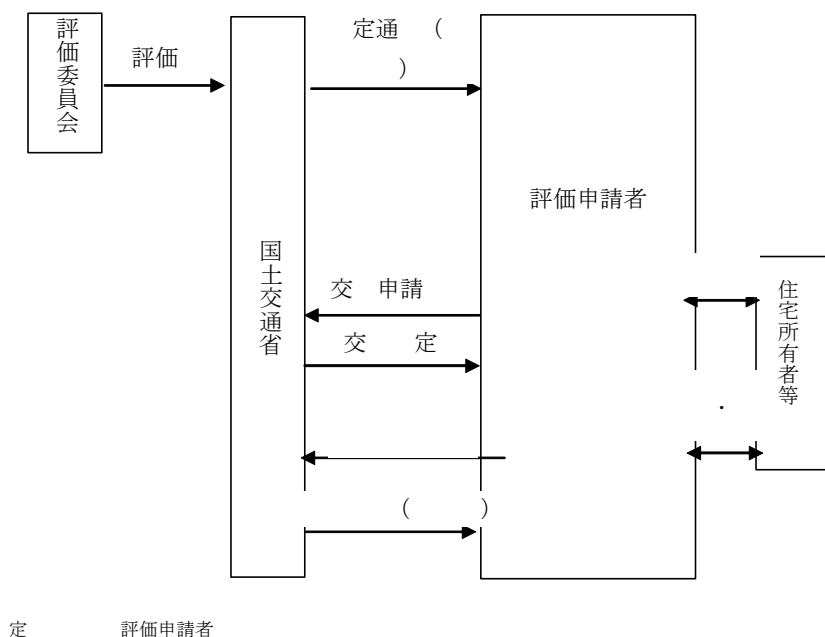 評価委員会
評価
国土交通省
定通 (
)
評価申請者
交 申請
交 定
( )
住宅所有者等
・
定 評価申請者